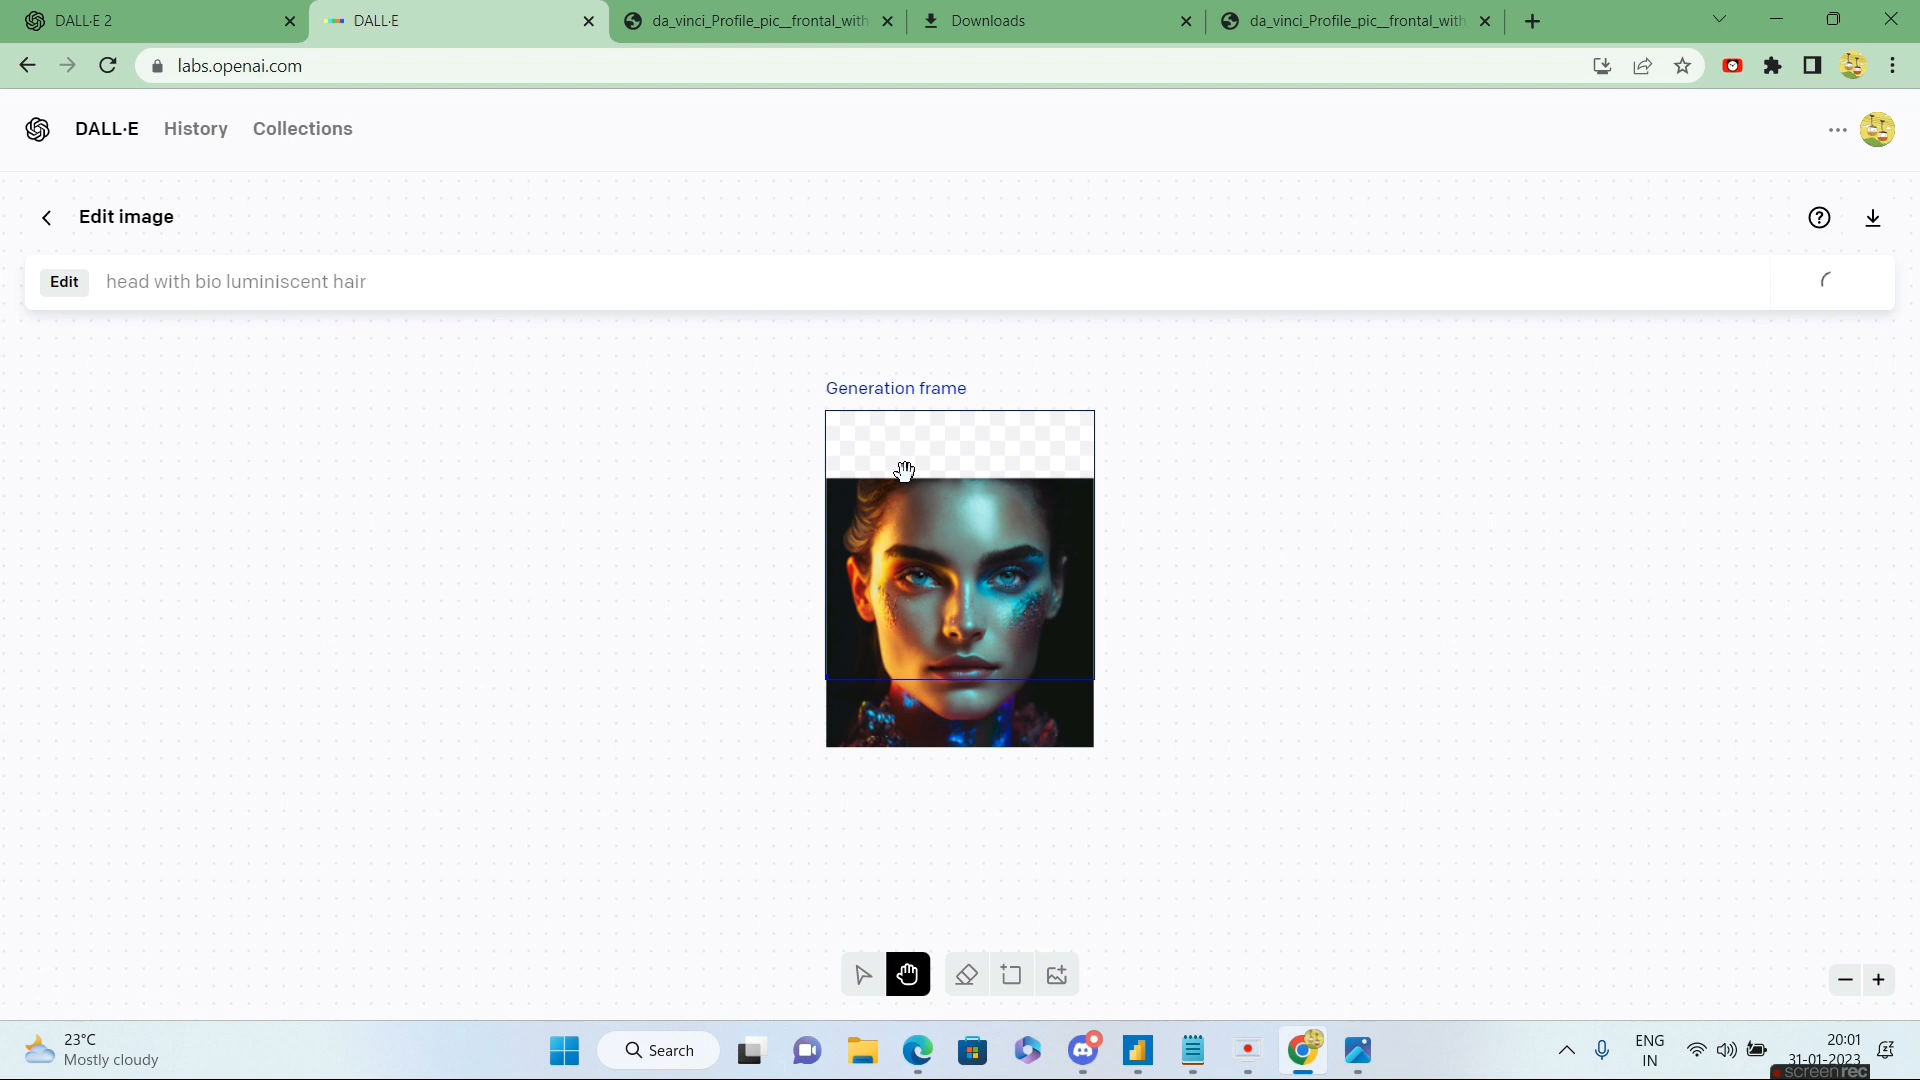 DALL·E 2
DALL·E
da_vinci_Profile_pic__frontal_with
Downloads
da_vinci_Profile_pic__frontal_with
labs.openai.com
DALL·E History Collections
Edit image
Edit head with bio luminiscent hair
Generation frame
23°C
Mostly cloudy
Search
ENG
IN
20:01
31-01-2023
screenrec